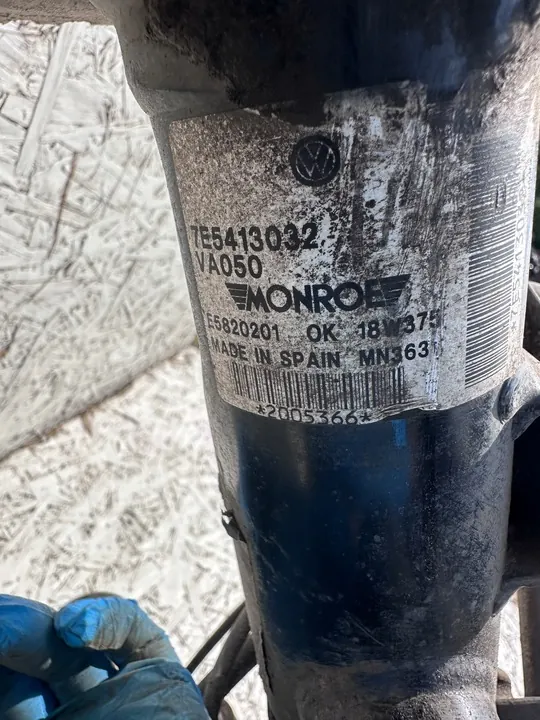 7E5413032
VA050
MONROE
E5820201 OK 18W375
MADE IN SPAIN MN363
*2005366*